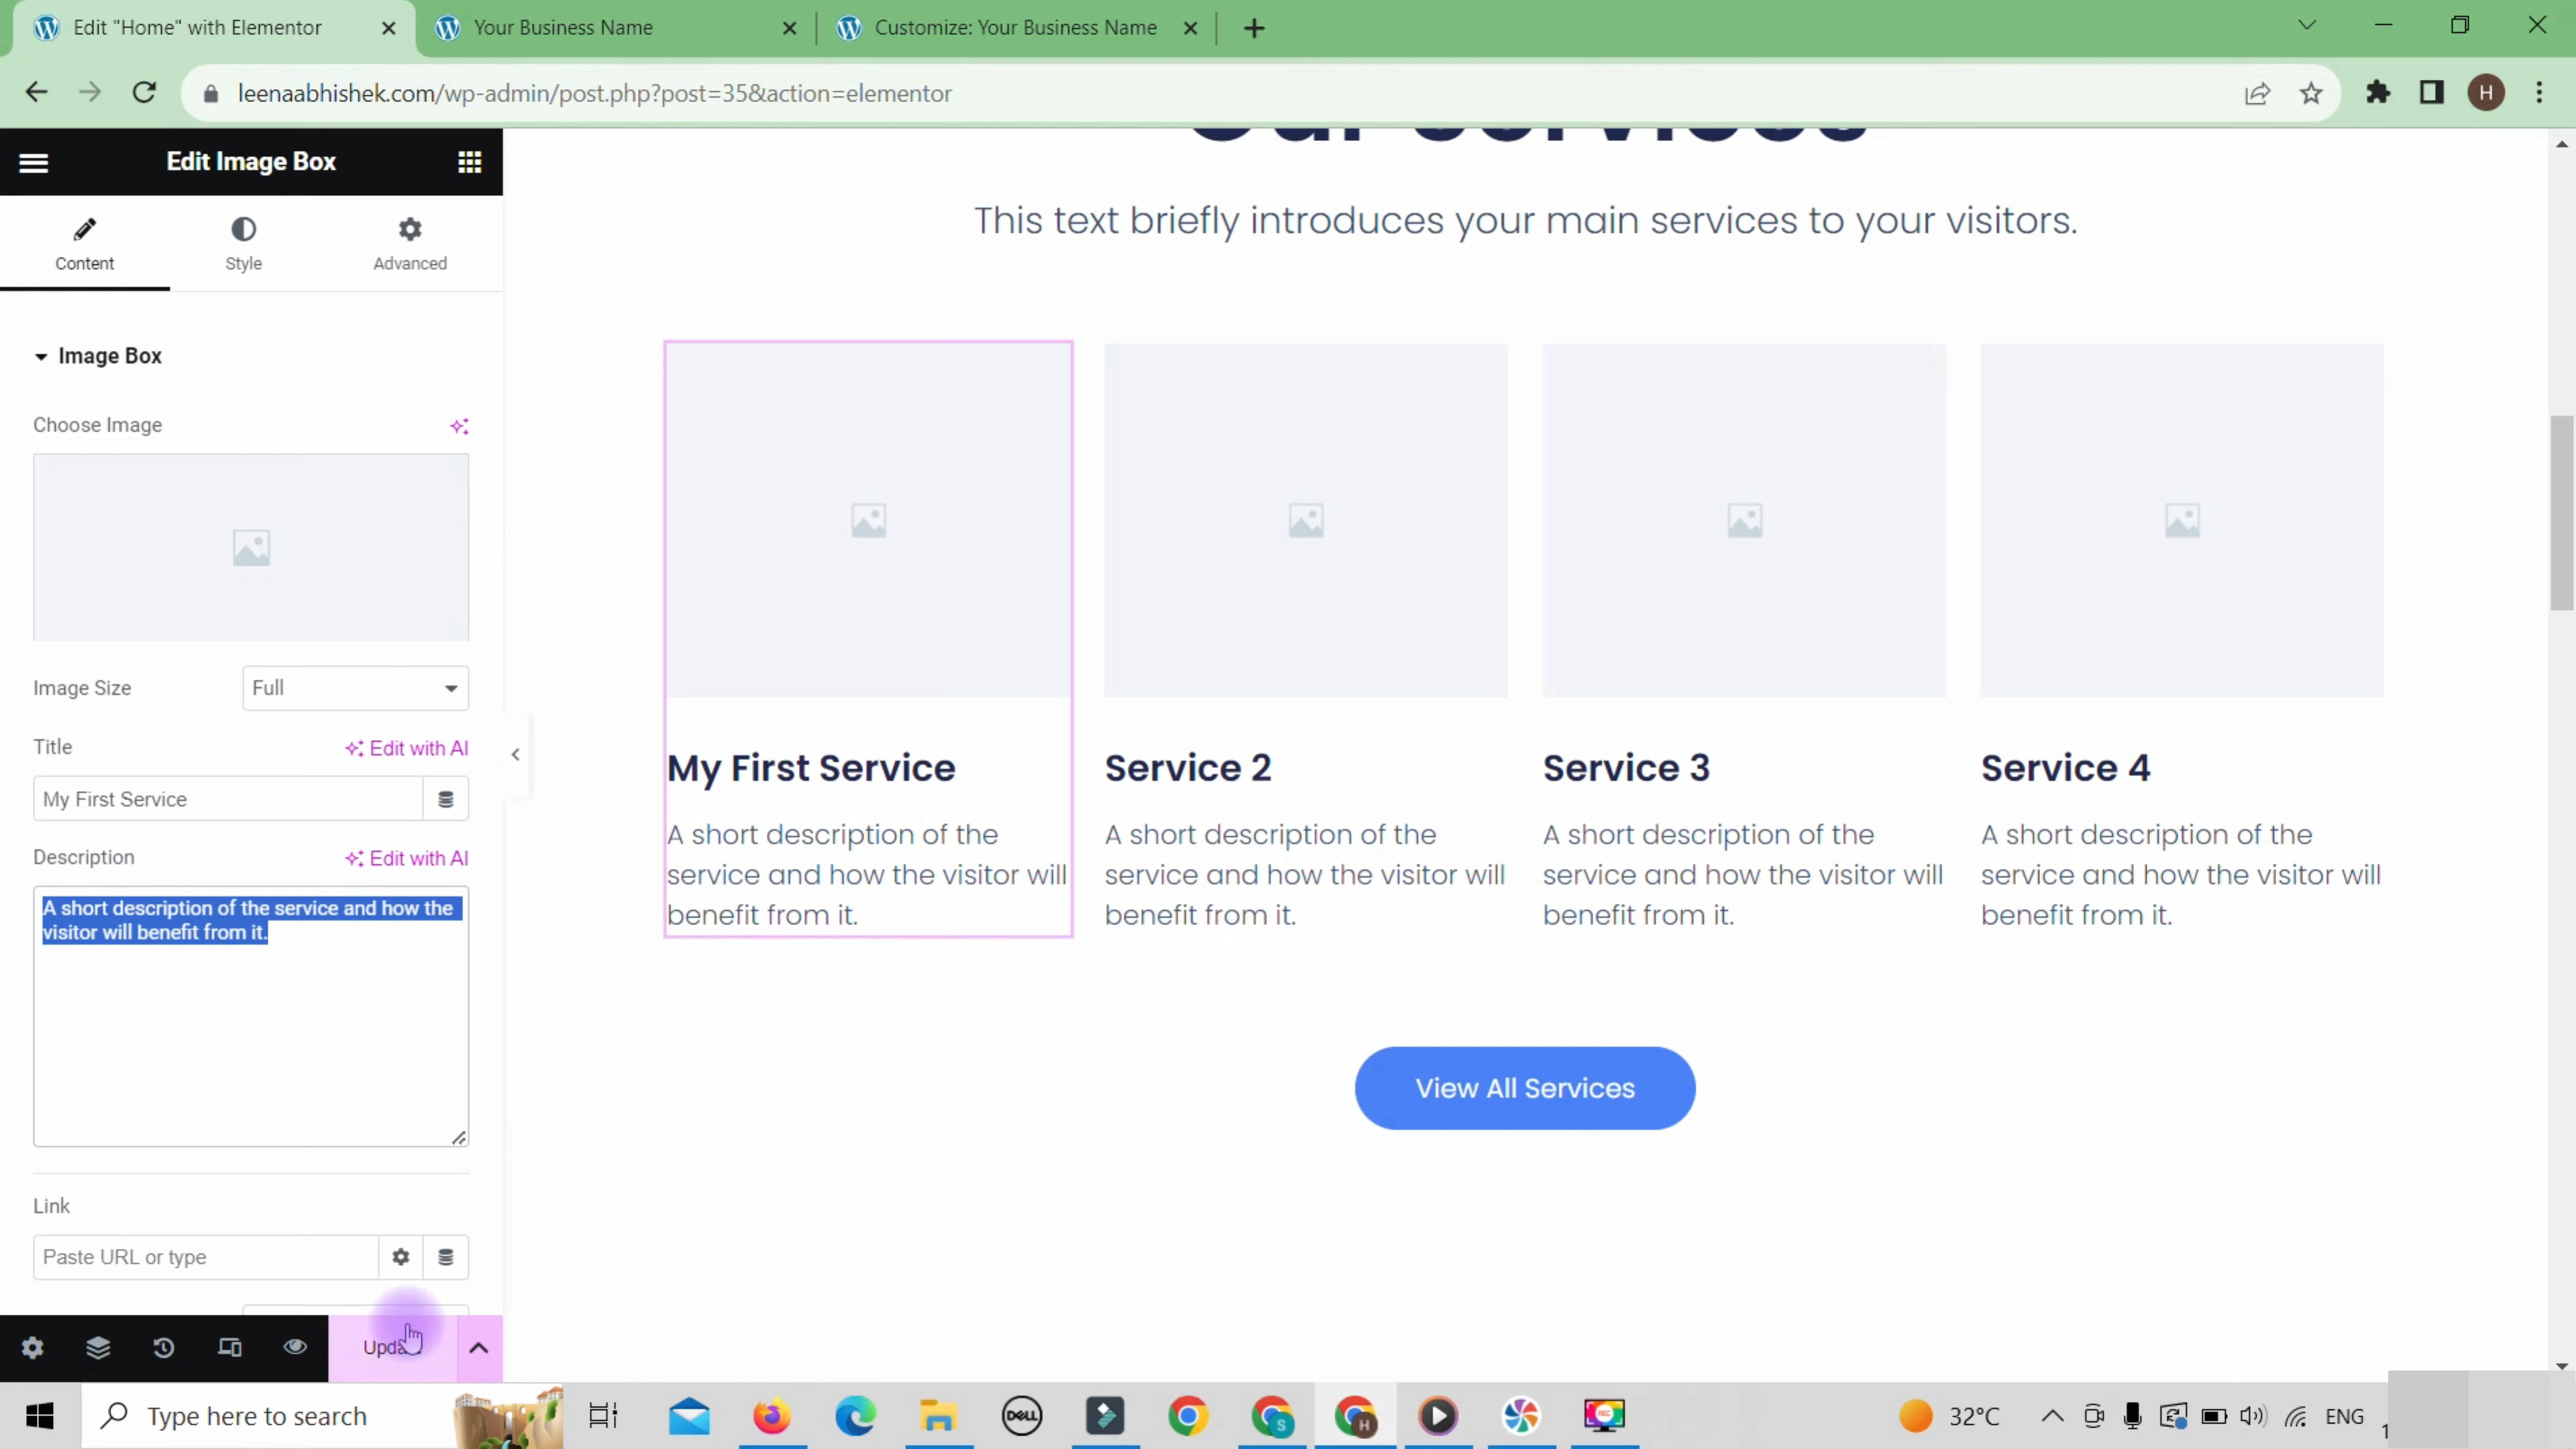 Edit "Home" with Elementor
Your Business Name
Customize: Your Business Name
leenaabhishek.com/wp-admin/post.php?post=35&action=elementor
H
Edit Image Box
Content
Style
Advanced
Image Box
Choose Image
Image Size
Full
Title
Edit with AI
My First Service
Description
Edit with AI
A short description of the service and how the
visitor will benefit from it.
Link
Paste URL or type
Our Services
This text briefly introduces your main services to your visitors.
My First Service
A short description of the
service and how the visitor will
benefit from it.
Service 2
A short description of the
service and how the visitor will
benefit from it.
Service 3
A short description of the
service and how the visitor will
benefit from it.
Service 4
A short description of the
service and how the visitor will
benefit from it.
View All Services
Type here to search
DELL
S
H
REC
32°C
ENG